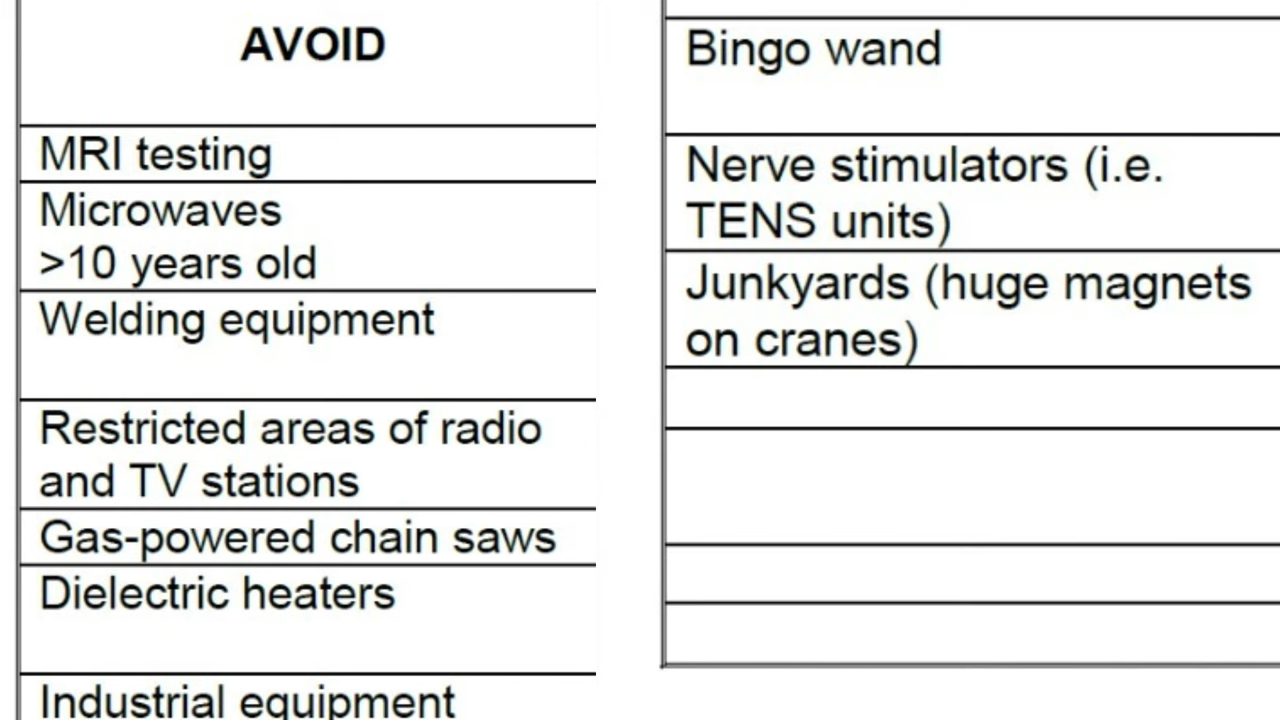 AVOID
MRI testing
Microwaves
>10 years old
Welding equipment
Restricted areas of radio
and TV stations
Gas-powered chain saws
Dielectric heaters
Industrial equipment
Bingo wand
Nerve stimulators (i.e.
TENS units)
Junkyards (huge magnets
on cranes)